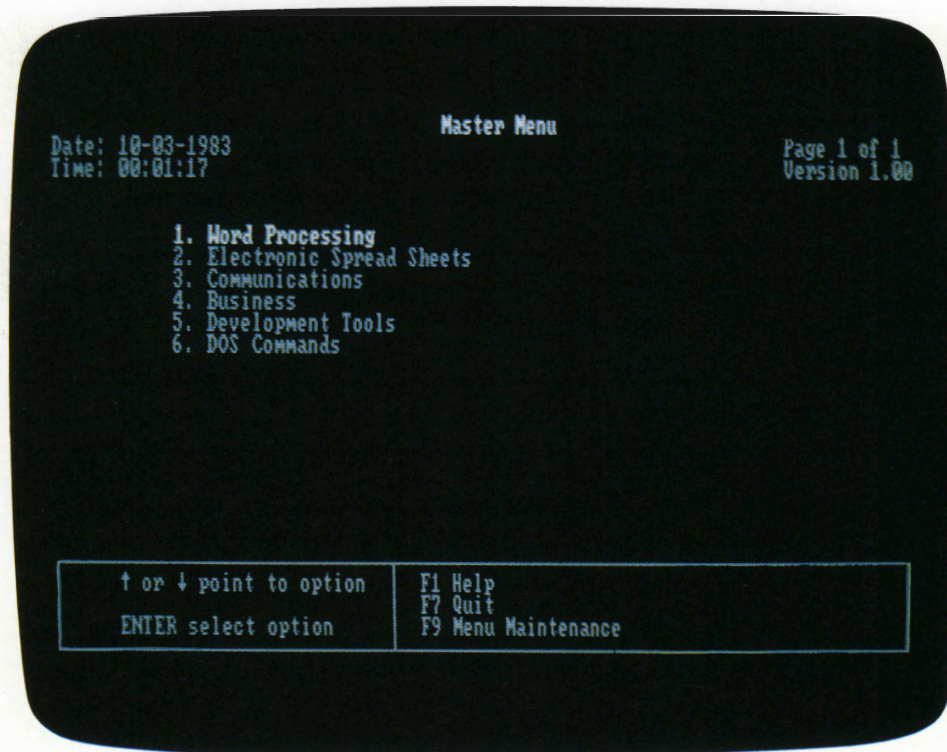 Master Menu
Date: 10-03-1983
Time: 00:01:17
Page 1 of 1
Version 1.00
1. Word Processing
2. Electronic Spread Sheets
3. Communications
4. Business
5. Development Tools
6. DOS Commands
↑ or ↓ point to option
ENTER select option
F1 Help
F7 Quit
F9 Menu Maintenance